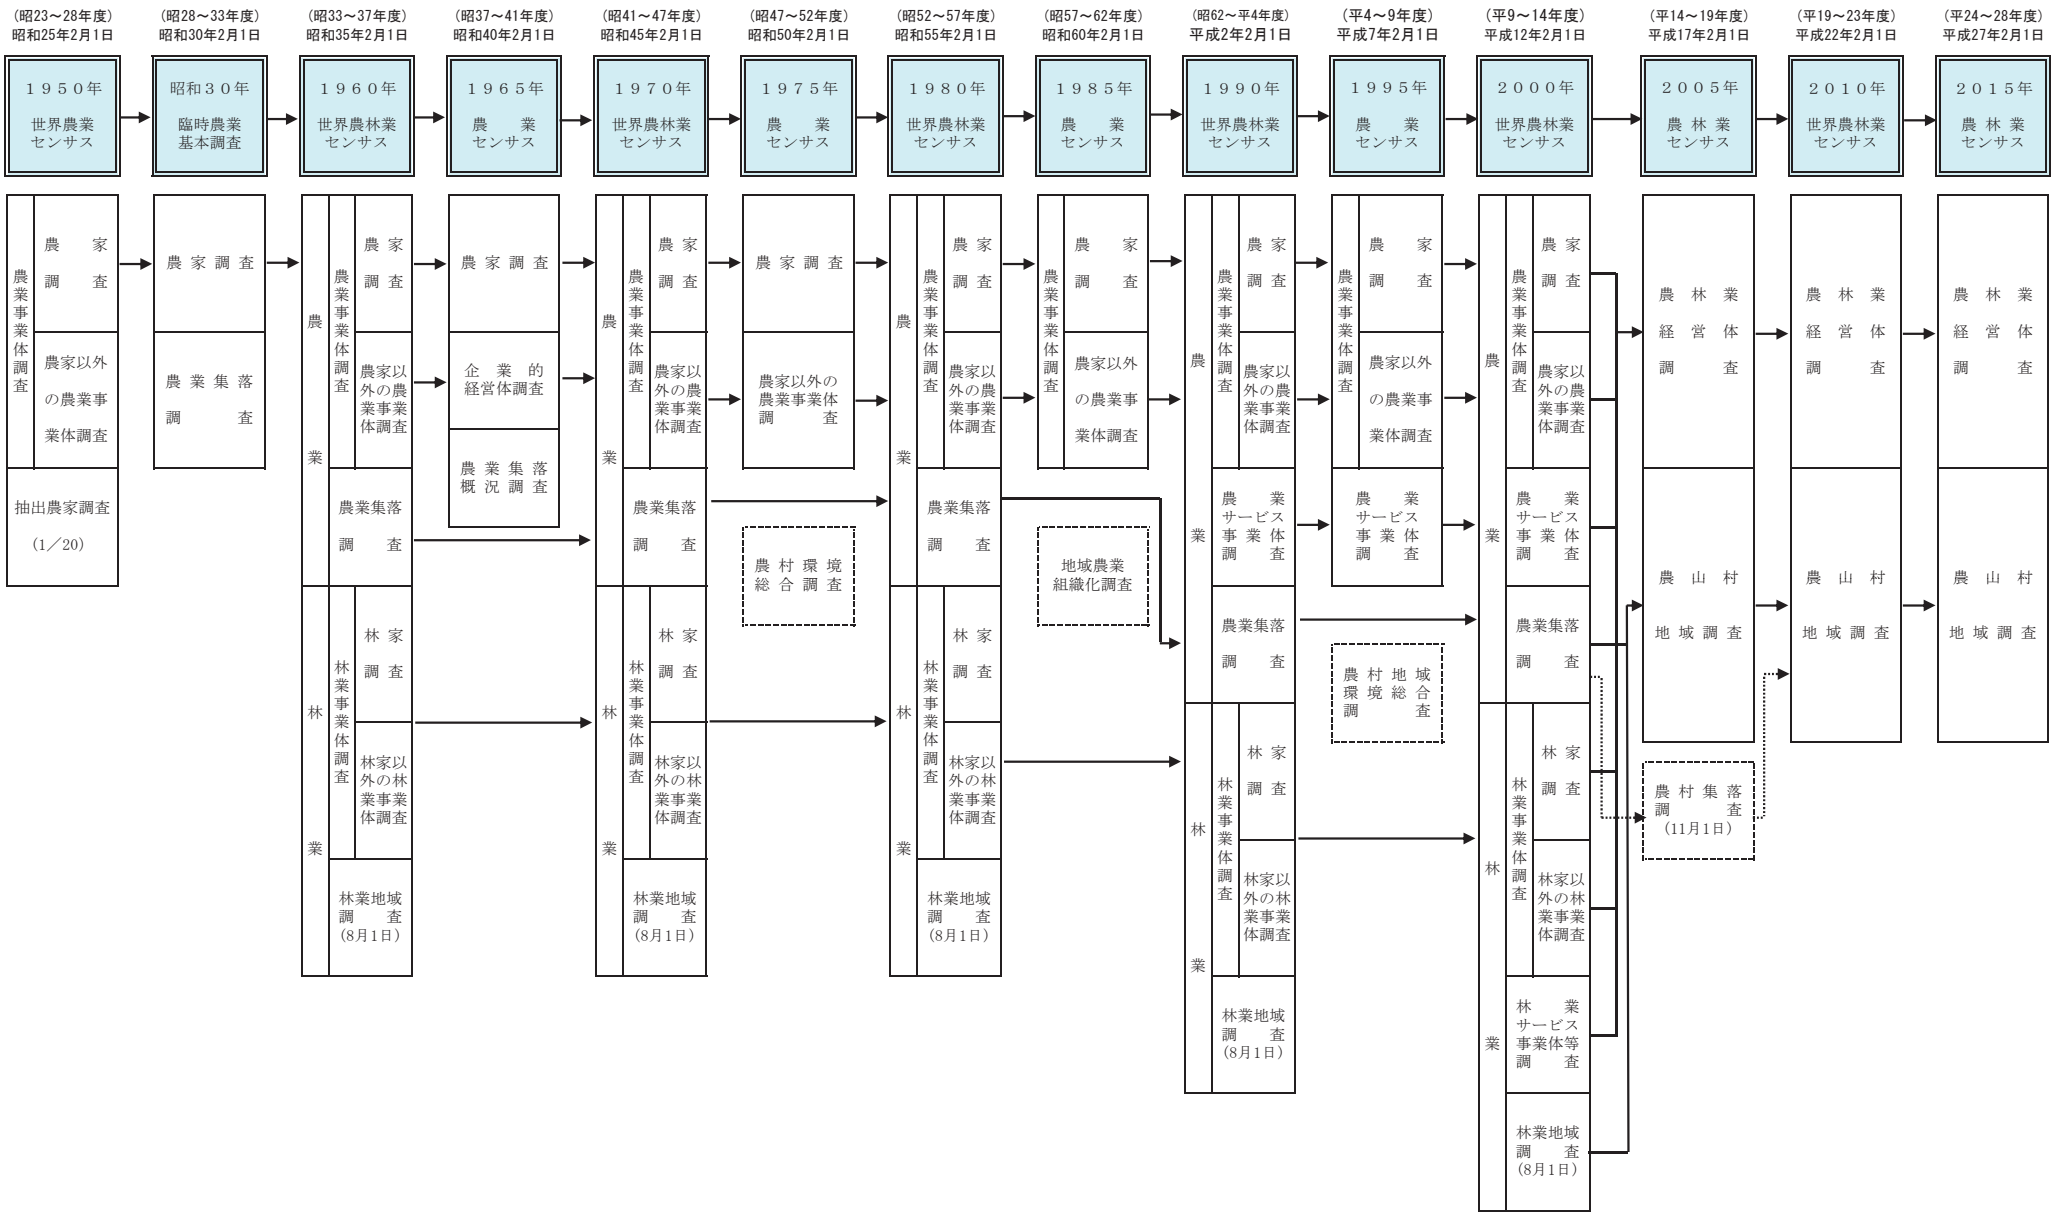 (昭23～28年度)
昭和25年2月1日
(昭28～33年度)
昭和30年2月1日
(昭33～37年度)
昭和35年2月1日
(昭37～41年度)
昭和40年2月1日
(昭41～47年度)
昭和45年2月1日
(昭47～52年度)
昭和50年2月1日
(昭52～57年度)
昭和55年2月1日
(昭57～62年度)
昭和60年2月1日
(昭62～平4年度)
平成2年2月1日
(平4～9年度)
平成7年2月1日
(平9～14年度)
平成12年2月1日
(平14～19年度)
平成17年2月1日
(平19～23年度)
平成22年2月1日
(平24～28年度)
平成27年2月1日
１９５０年
世界農業
センサス
昭和３０年
臨時農業
基本調査
１９６０年
世界農林業
センサス
１９６５年
農　　業
センサス
１９７０年
世界農林業
センサス
１９７５年
農　　業
センサス
１９８０年
世界農林業
センサス
１９８５年
農　　業
センサス
１９９０年
世界農林業
センサス
１９９５年
農　　業
センサス
２０００年
世界農林業
センサス
２００５年
農 林 業
センサス
２０１０年
世界農林業
センサス
２０１５年
農 林 業
センサス
農業事業体調査
農　　家
調　　査
農家以外
の農業事
業体調査
抽出農家調査
(1／20)
農 家 調 査
農 業 集 落
調　　　査
農　業
農業事業体調査
農 家
調 査
農家以
外の農
業事業
体調査
農業集落
調　　査
林　業
林業事業体調査
林 家
調 査
林家以
外の林
業事業
体調査
林業地域
調　　査
(8月1日)
農 家 調 査
企 業 的
経営体調査
農 業 集 落
概 況 調 査
農　業
農業事業体調査
農 家
調 査
農家以
外の農
業事業
体調査
農業集落
調　　査
林　業
林業事業体調査
林 家
調 査
林家以
外の林
業事業
体調査
林業地域
調　　査
(8月1日)
農 家 調 査
農家以外の
農業事業体
調　　　査
農 村 環 境
総 合 調 査
農　業
農業事業体調査
農 家
調 査
農家以
外の農
業事業
体調査
農業集落
調　　査
林　業
林業事業体調査
林 家
調 査
林家以
外の林
業事業
体調査
林業地域
調　　査
(8月1日)
農業事業体調査
農　　家
調　　査
農家以外
の農業事
業体調査
地域農業
組織化調査
農　業
農業事業体調査
農 家
調 査
農家以
外の農
業事業
体調査
農　　業
サービス
事 業 体
調　　査
農業集落
調　　査
林　業
林業事業体調査
林 家
調 査
林家以
外の林
業事業
体調査
林業地域
調　　査
(8月1日)
農業事業体調査
農　　家
調　　査
農家以外
の農業事
業体調査
農　　業
サービス
事 業 体
調　　査
農 村 地 域
環 境 総 合
調　　　査
農　業
農業事業体調査
農 家
調 査
農家以
外の農
業事業
体調査
農　　業
サービス
事 業 体
調　　査
農業集落
調　　査
林　業
林業事業体調査
林 家
調 査
林家以
外の林
業事業
体調査
林　　業
サービス
事業体等
調　　査
林業地域
調　　査
(8月1日)
農 林 業
経 営 体
調　　査
農 山 村
地 域 調 査
農 村 集 落
調　　　査
(11月1日)
農 林 業
経 営 体
調　　査
農 山 村
地 域 調 査
農 林 業
経 営 体
調　　査
農 山 村
地 域 調 査